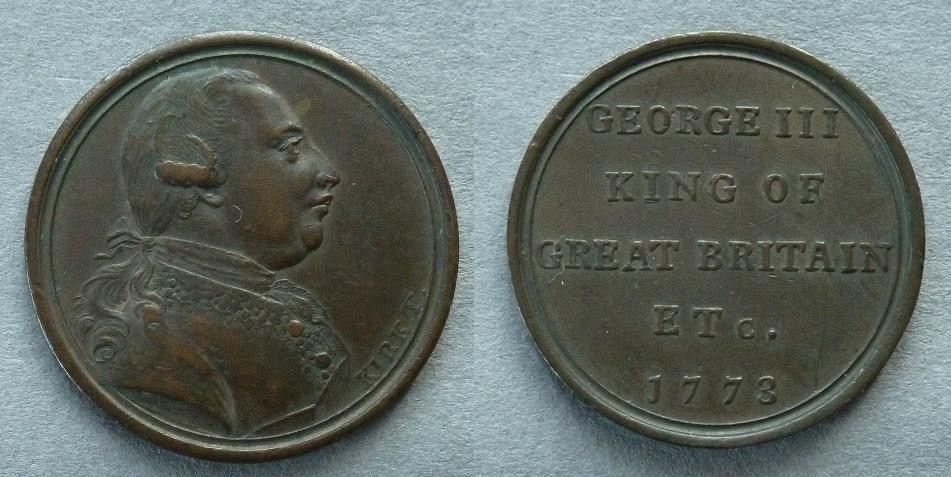 KIRK F.
GEORGE III
KING OF
GREAT BRITAIN
ETC.
1773